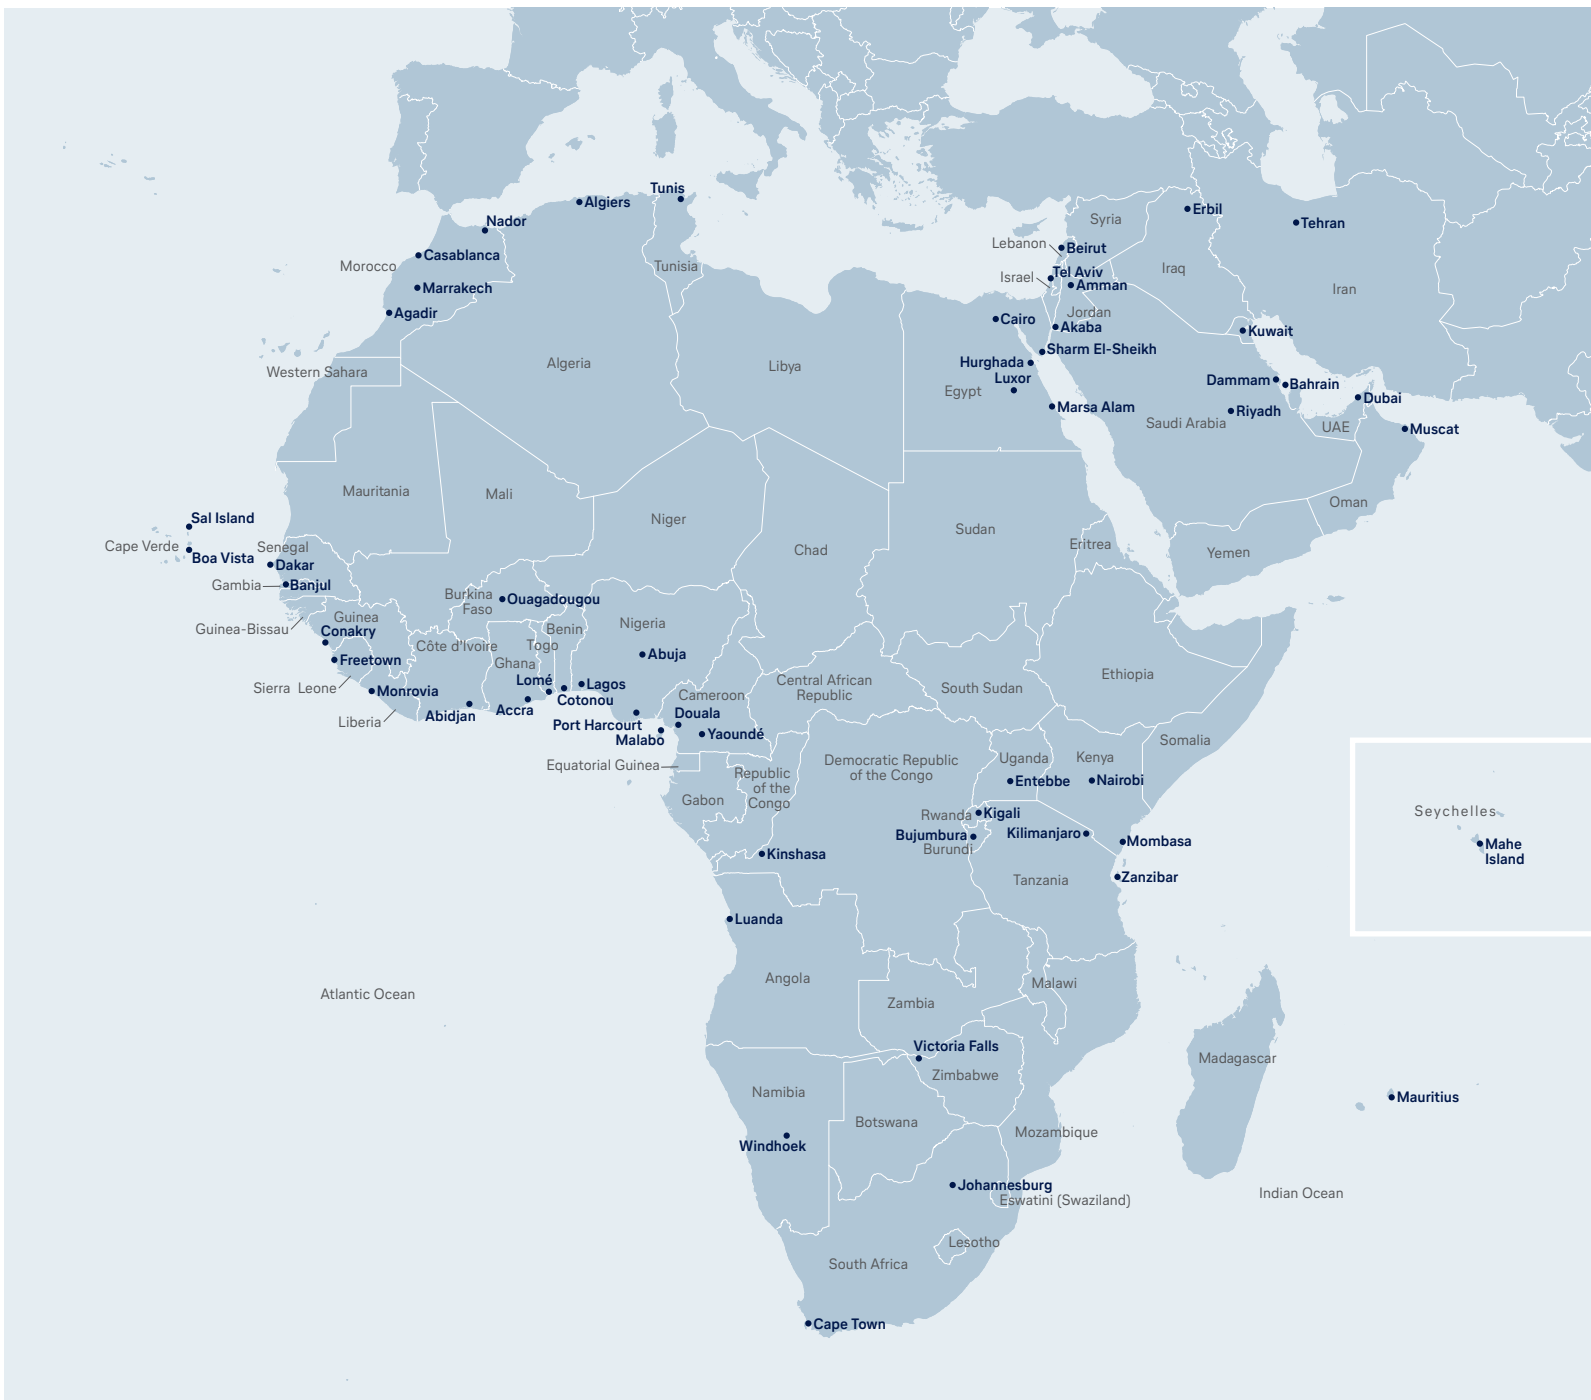 Tunis
Algiers
Nador
Casablanca
Morocco
Marrakech
Agadir
Tunisia
Western Sahara
Algeria
Libya
Lebanon
Syria
Beirut
Erbil
Tehran
Israel
Tel Aviv
Amman
Iraq
Iran
Jordan
Cairo
Akaba
Kuwait
Sharm El-Sheikh
Hurghada
Luxor
Egypt
Marsa Alam
Dammam
Bahrain
Dubai
Riyadh
Saudi Arabia
UAE
Muscat
Oman
Yemen
Mauritania
Mali
Niger
Chad
Sudan
Eritrea
Sal Island
Cape Verde
Boa Vista
Senegal
Dakar
Gambia
Banjul
Guinea-Bissau
Guinea
Conakry
Freetown
Sierra Leone
Monrovia
Liberia
Burkina
Faso
Ouagadougou
Côte d'Ivoire
Benin
Togo
Ghana
Nigeria
Abuja
Lomé
Lagos
Cotonou
Accra
Abidjan
Port Harcourt
Malabo
Cameroon
Douala
Yaoundé
Equatorial Guinea
Central African
Republic
South Sudan
Ethiopia
Somalia
Gabon
Republic
of the
Congo
Democratic Republic
of the Congo
Uganda
Entebbe
Kenya
Nairobi
Rwanda
Kigali
Bujumbura
Burundi
Kilimanjaro
Mombasa
Zanzibar
Tanzania
Kinshasa
Luanda
Seychelles
Mahe
Island
Atlantic Ocean
Angola
Zambia
Malawi
Victoria Falls
Zimbabwe
Madagascar
Mauritius
Namibia
Botswana
Mozambique
Windhoek
Johannesburg
Eswatini (Swaziland)
Indian Ocean
Lesotho
South Africa
Cape Town